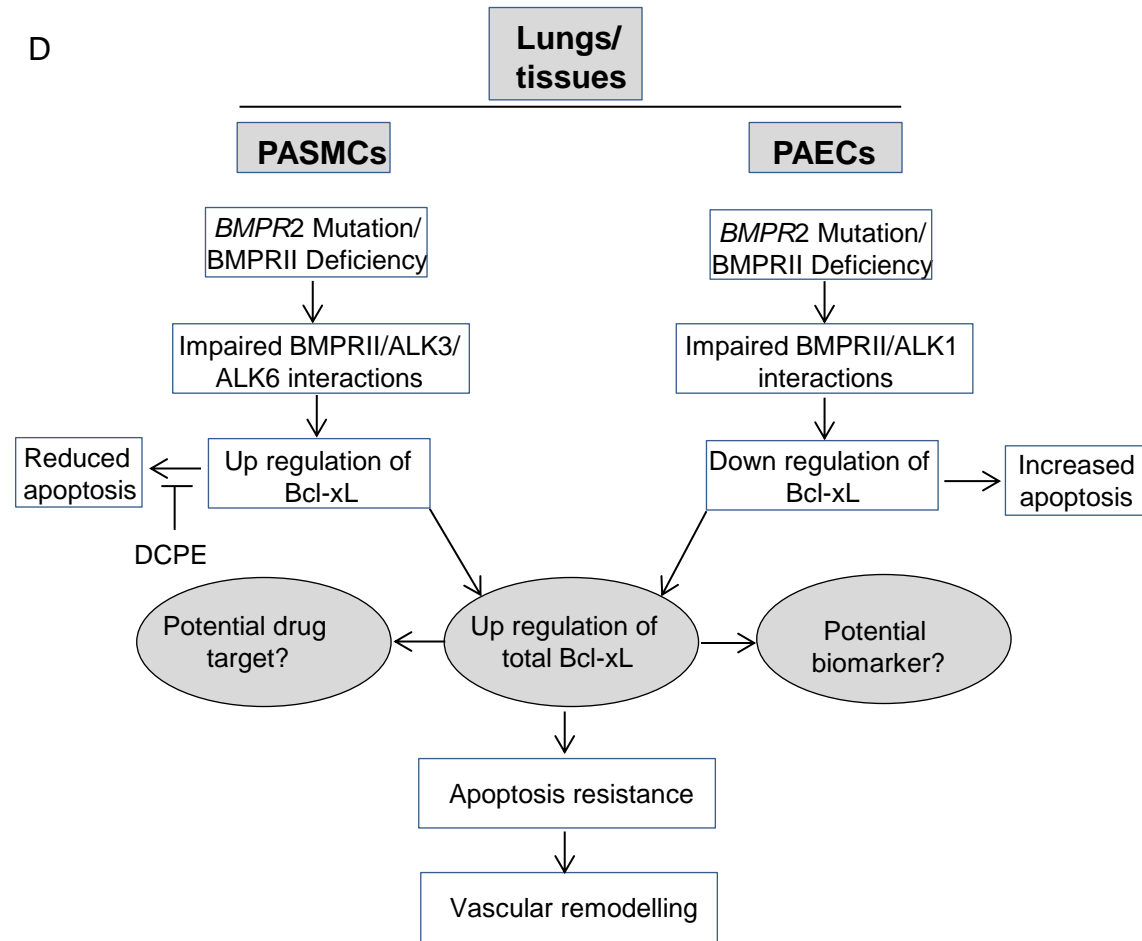 D
Lungs/
tissues
PASMCs
PAECs
BMPR2 Mutation/
BMPRII Deficiency
BMPR2 Mutation/
BMPRII Deficiency
Impaired BMPRII/ALK3/
ALK6 interactions
Impaired BMPRII/ALK1
interactions
Reduced
apoptosis
Up regulation of
Bcl-xL
Down regulation of
Bcl-xL
Increased
apoptosis
DCPE
Potential drug
target?
Up regulation of
total Bcl-xL
Potential
biomarker?
Apoptosis resistance
Vascular remodelling